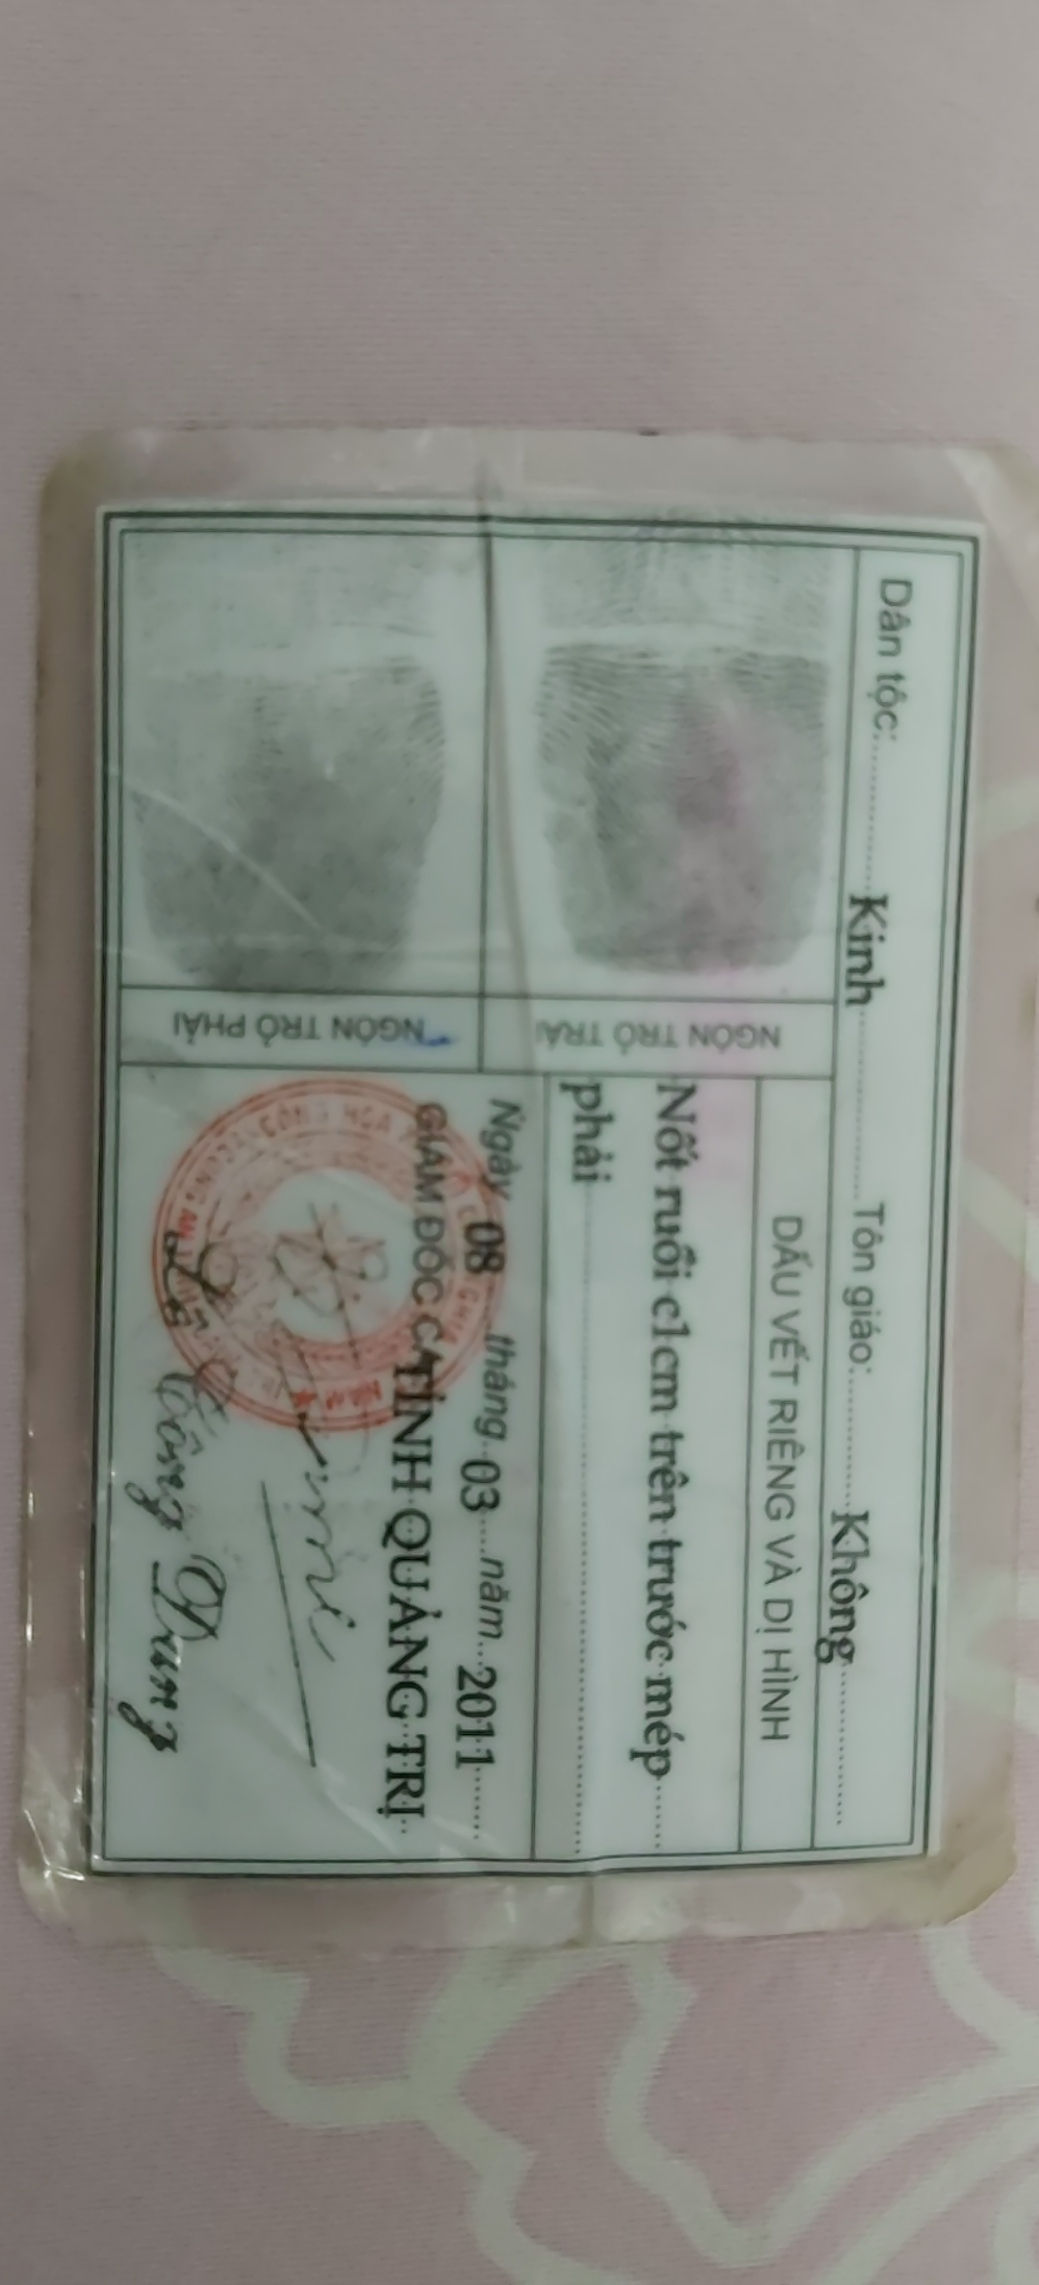 Dân tộc:.........Kinh............ Tôn giáo:.........Không............
NGÓN TRỎ TRÁI
DẤU VẾT RIÊNG VÀ DỊ HÌNH
Nốt ruồi c1cm trên trước mép
phải
Ngày 08 tháng 03 năm 2011
NGÓN TRỎ PHẢI
GIÁM ĐỐC CA TỈNH QUẢNG TRỊ
Lê Công Dung